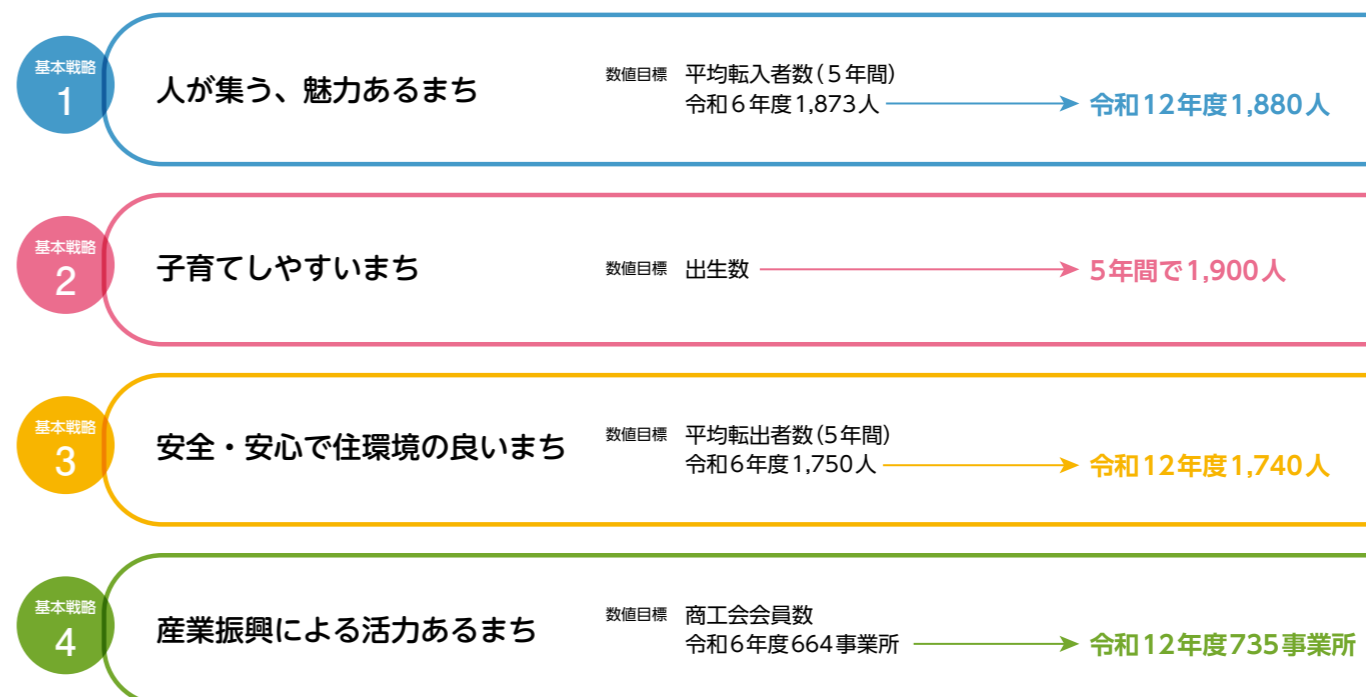 基本戦略
1
人が集う、魅力あるまち
数値目標 平均転入者数(5年間)
令和6年度1,873人
令和12年度1,880人
基本戦略
2
子育てしやすいまち
数値目標 出生数
5年間で1,900人
基本戦略
3
安全・安心で住環境の良いまち
数値目標 平均転出者数(5年間)
令和6年度1,750人
令和12年度1,740人
基本戦略
4
産業振興による活力あるまち
数値目標 商工会会員数
令和6年度664事業所
令和12年度735事業所